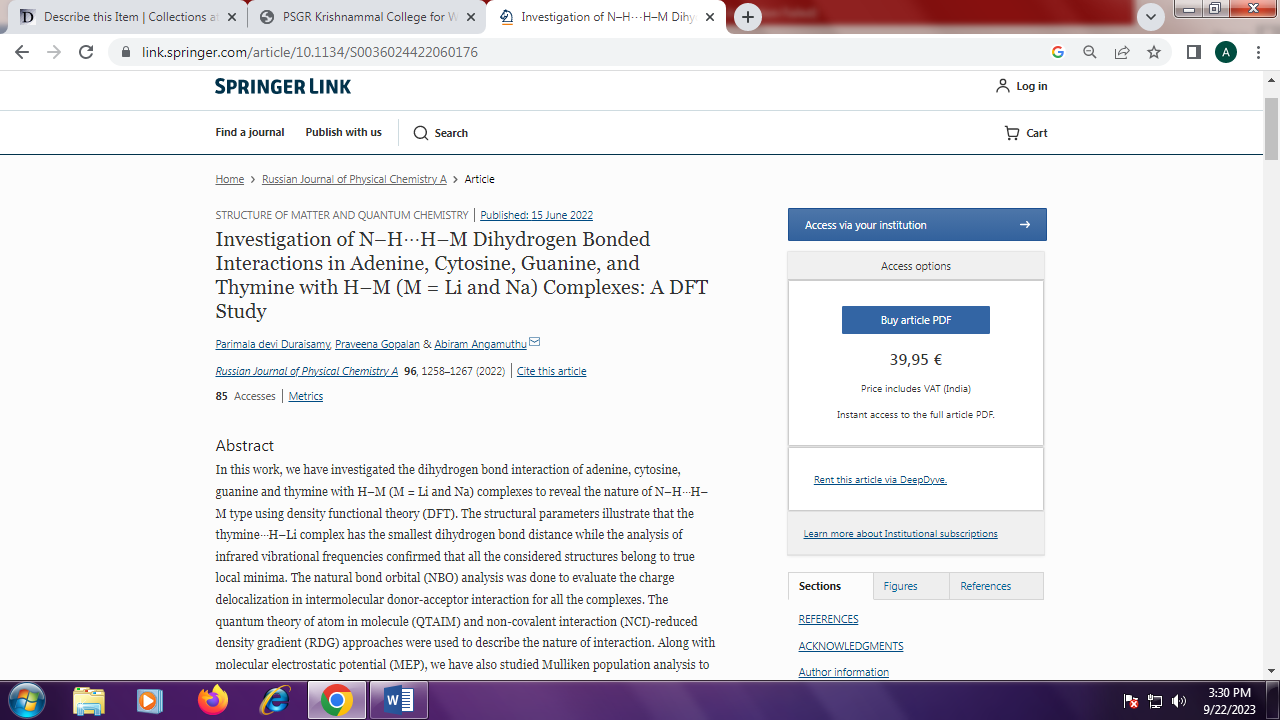 Describe this Item | Collections at
PSGR Krishnammal College for W
Investigation of N–H···H–M Dihy
link.springer.com/article/10.1134/S0036024422060176
A
SPRINGER LINK
Log in
Find a journal
Publish with us
Search
Cart
Home > Russian Journal of Physical Chemistry A > Article
STRUCTURE OF MATTER AND QUANTUM CHEMISTRY | Published: 15 June 2022
Investigation of N–H···H–M Dihydrogen Bonded
Interactions in Adenine, Cytosine, Guanine, and
Thymine with H–M (M = Li and Na) Complexes: A DFT
Study
Parimala devi Duraisamy, Praveena Gopalan & Abiram Angamuthu
Russian Journal of Physical Chemistry A 96, 1258–1267 (2022) | Cite this article
85 Accesses | Metrics
Abstract
In this work, we have investigated the dihydrogen bond interaction of adenine, cytosine,
guanine and thymine with H–M (M = Li and Na) complexes to reveal the nature of N–H···H–
M type using density functional theory (DFT). The structural parameters illustrate that the
thymine···H–Li complex has the smallest dihydrogen bond distance while the analysis of
infrared vibrational frequencies confirmed that all the considered structures belong to true
local minima. The natural bond orbital (NBO) analysis was done to evaluate the charge
delocalization in intermolecular donor-acceptor interaction for all the complexes. The
quantum theory of atom in molecule (QTAIM) and non-covalent interaction (NCI)-reduced
density gradient (RDG) approaches were used to describe the nature of interaction. Along with
molecular electrostatic potential (MEP), we have also studied Mulliken population analysis to
Access via your institution →
Access options
Buy article PDF
39,95 €
Price includes VAT (India)
Instant access to the full article PDF.
Rent this article via DeepDyve.
Learn more about Institutional subscriptions
Sections
Figures
References
REFERENCES
ACKNOWLEDGMENTS
Author information
3:30 PM
9/22/2023